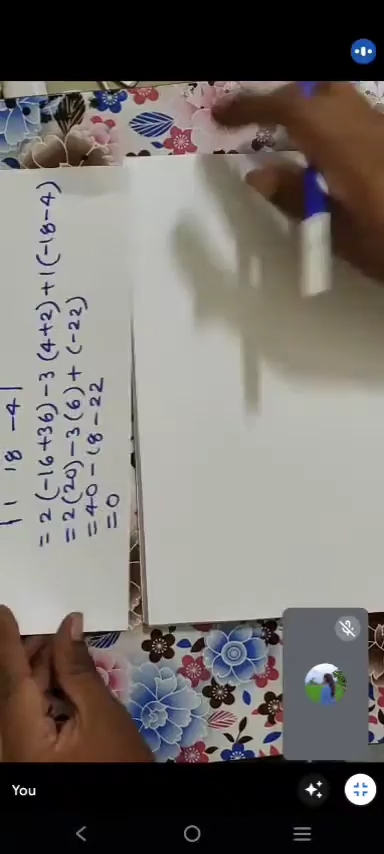 | 1 18 -4 |
= 2(-16+36) -3(4+2) +1(-18-4)
= 2(20) -3(6) + (-22)
= 40 -18 -22
= 0
You